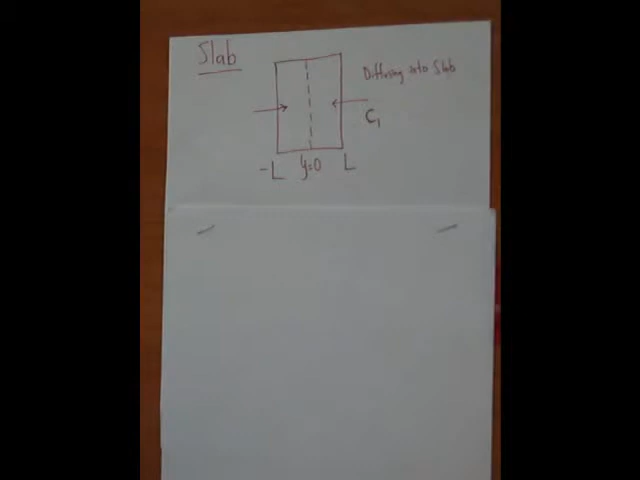 Slab
Diffusing into Slab
C₁
-L y=0 L